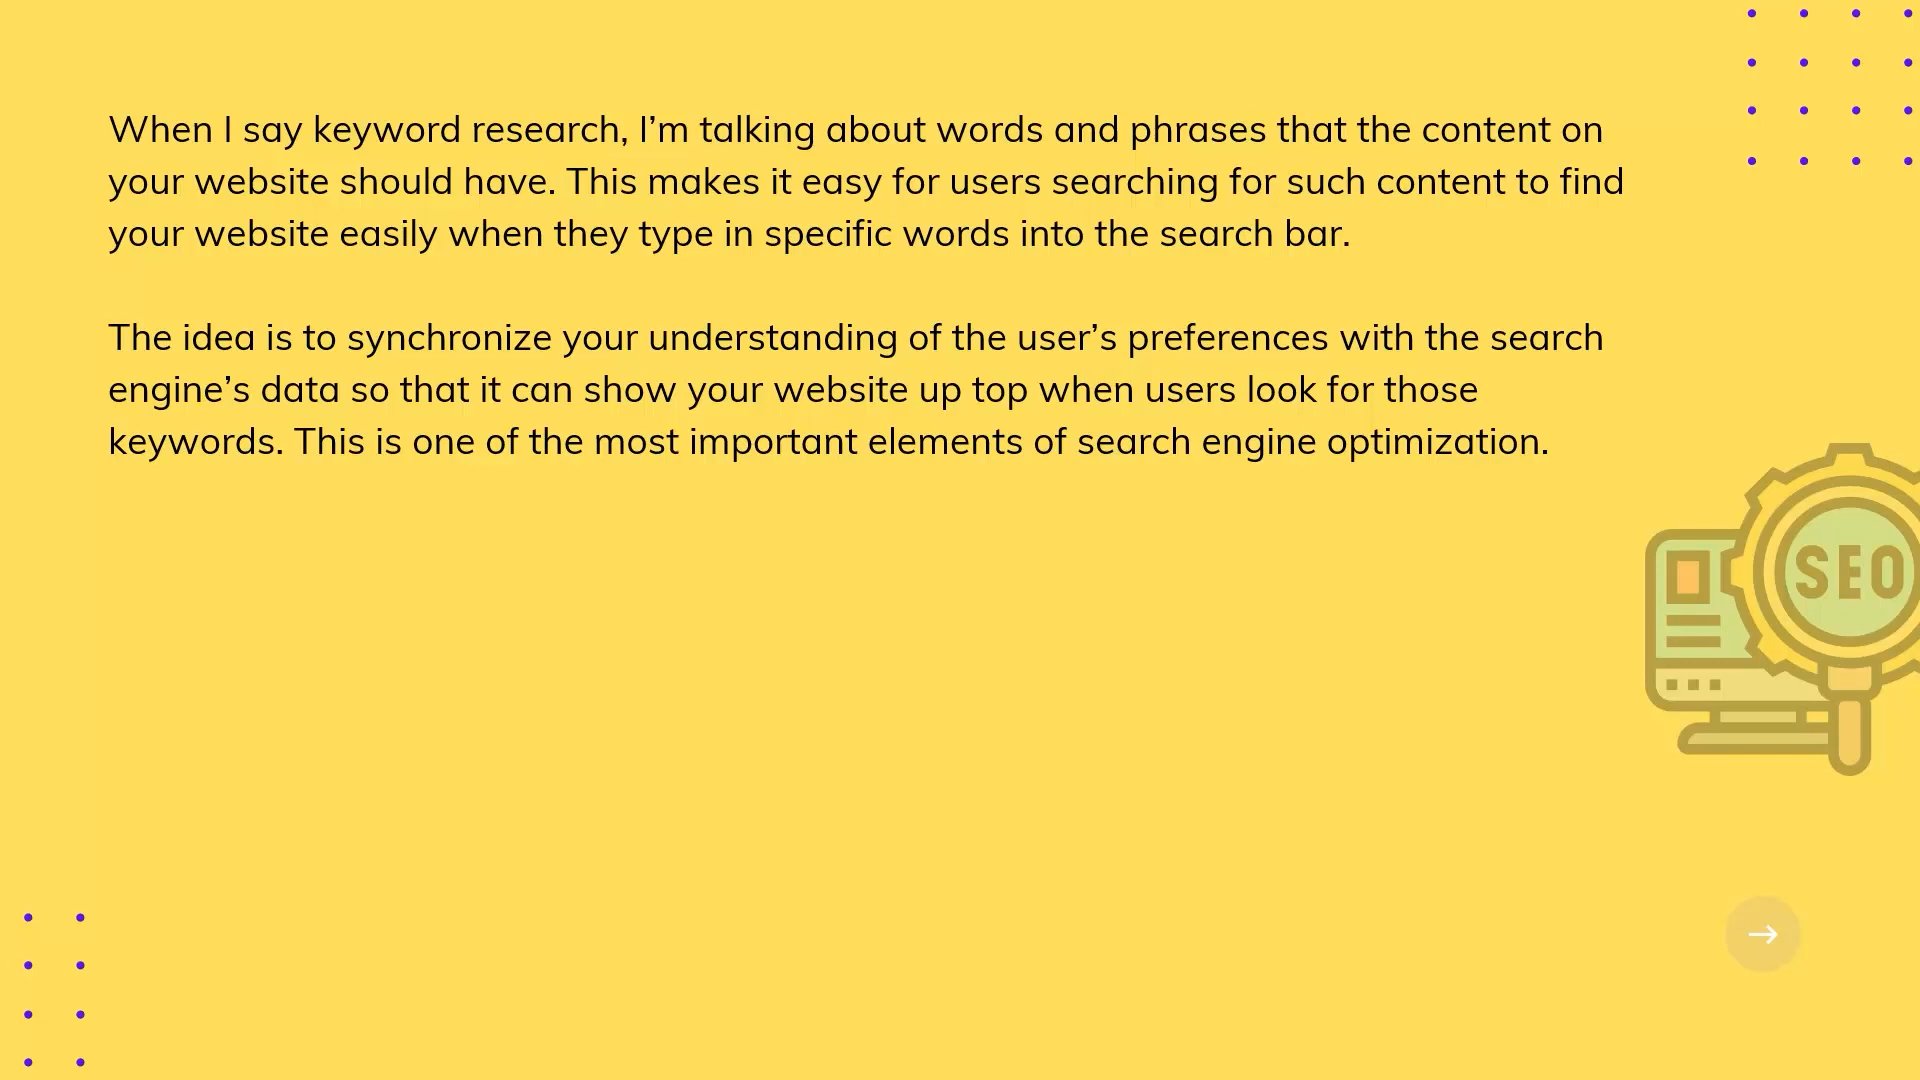 When I say keyword research, I’m talking about words and phrases that the content on
your website should have. This makes it easy for users searching for such content to find
your website easily when they type in specific words into the search bar.
The idea is to synchronize your understanding of the user’s preferences with the search
engine’s data so that it can show your website up top when users look for those
keywords. This is one of the most important elements of search engine optimization.
SEO